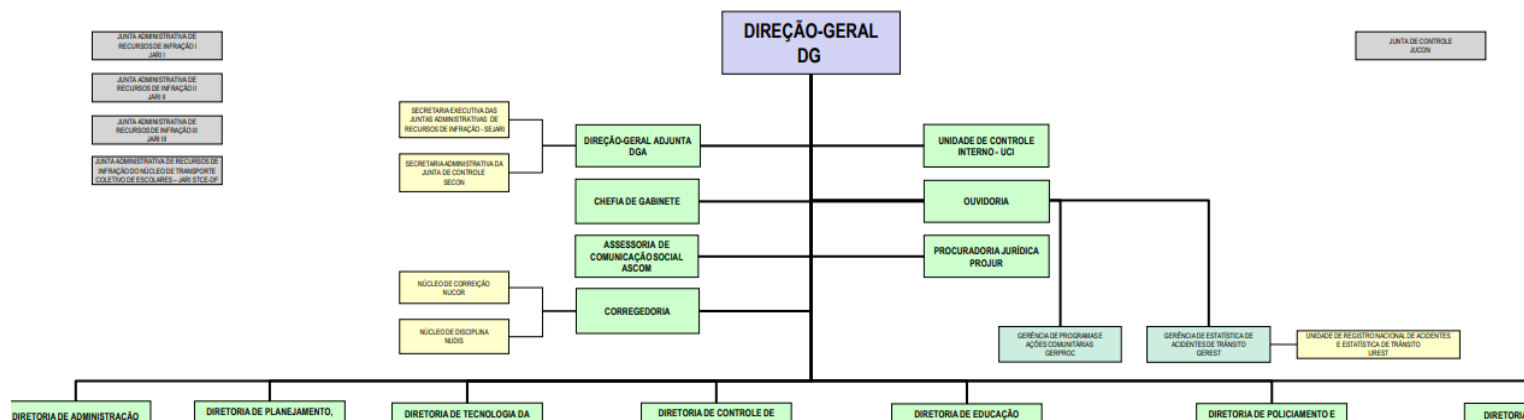 DIREÇÃO-GERAL
DG
JUNTA ADMINISTRATIVA DE
RECURSOS DE INFRAÇÃO I
JARI I
JUNTA DE CONTROLE
JUCON
JUNTA ADMINISTRATIVA DE
RECURSOS DE INFRAÇÃO II
JARI II
JUNTA ADMINISTRATIVA DE
RECURSOS DE INFRAÇÃO III
JARI III
JUNTA ADMINISTRATIVA DE RECURSOS DE
INFRAÇÃO DO NÚCLEO DE TRANSPORTE
COLETIVO DE ESCOLARES – JARI STCE-DF
SECRETARIA EXECUTIVA DAS
JUNTAS ADMINISTRATIVAS DE
RECURSOS DE INFRAÇÃO - SEJARI
SECRETARIA ADMINISTRATIVA DA
JUNTA DE CONTROLE
SECON
DIREÇÃO-GERAL ADJUNTA
DGA
UNIDADE DE CONTROLE
INTERNO - UCI
CHEFIA DE GABINETE
OUVIDORIA
ASSESSORIA DE
COMUNICAÇÃO SOCIAL
ASCOM
PROCURADORIA JURÍDICA
PROJUR
NÚCLEO DE CORREIÇÃO
NUCOR
NÚCLEO DE DISCIPLINA
NUDIS
CORREGEDORIA
GERÊNCIA DE PROGRAMAS E
AÇÕES COMUNITÁRIAS
GERPROC
GERÊNCIA DE ESTATÍSTICA DE
ACIDENTES DE TRÂNSITO
GEREST
UNIDADE DE REGISTRO NACIONAL DE ACIDENTES
E ESTATÍSTICA DE TRÂNSITO
UREST
DIRETORIA DE ADMINISTRAÇÃO
DIRETORIA DE PLANEJAMENTO,
DIRETORIA DE TECNOLOGIA DA
DIRETORIA DE CONTROLE DE
DIRETORIA DE EDUCAÇÃO
DIRETORIA DE POLICIAMENTO E